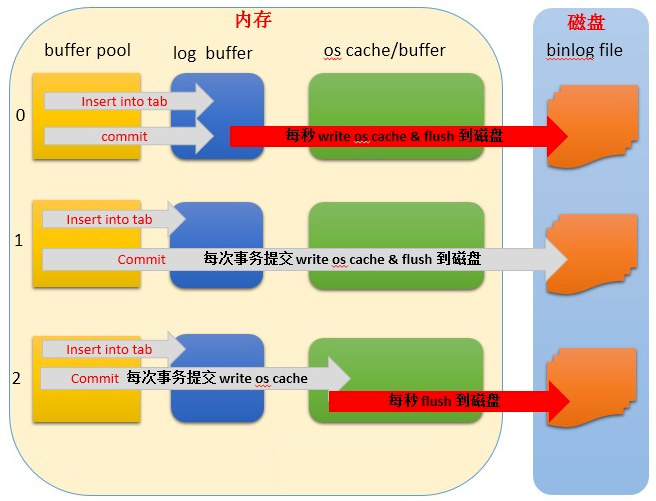 内存
磁盘
buffer pool
log buffer
os cache/buffer
binlog file
0
Insert into tab
commit
每秒 write os cache & flush 到磁盘
1
Insert into tab
Commit
每次事务提交 write os cache & flush 到磁盘
2
Insert into tab
Commit
每次事务提交 write os cache
每秒 flush 到磁盘